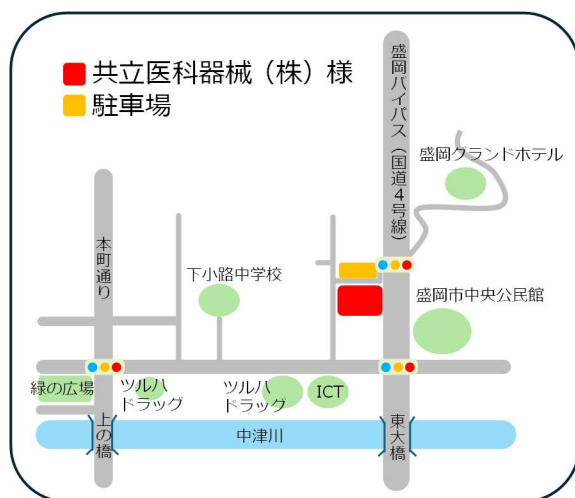 共立医科器械（株）様
駐車場
盛岡バイパス（国道４号線）
盛岡グランドホテル
本町通り
下小路中学校
盛岡市中央公民館
緑の広場
ツルハ
ドラッグ
ツルハ
ドラッグ
ICT
上の橋
中津川
東大橋